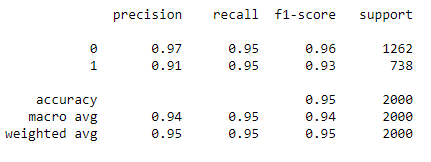 precision recall f1-score support
0 0.97 0.95 0.96 1262
1 0.91 0.95 0.93 738
accuracy 0.95 2000
macro avg 0.94 0.95 0.94 2000
weighted avg 0.95 0.95 0.95 2000